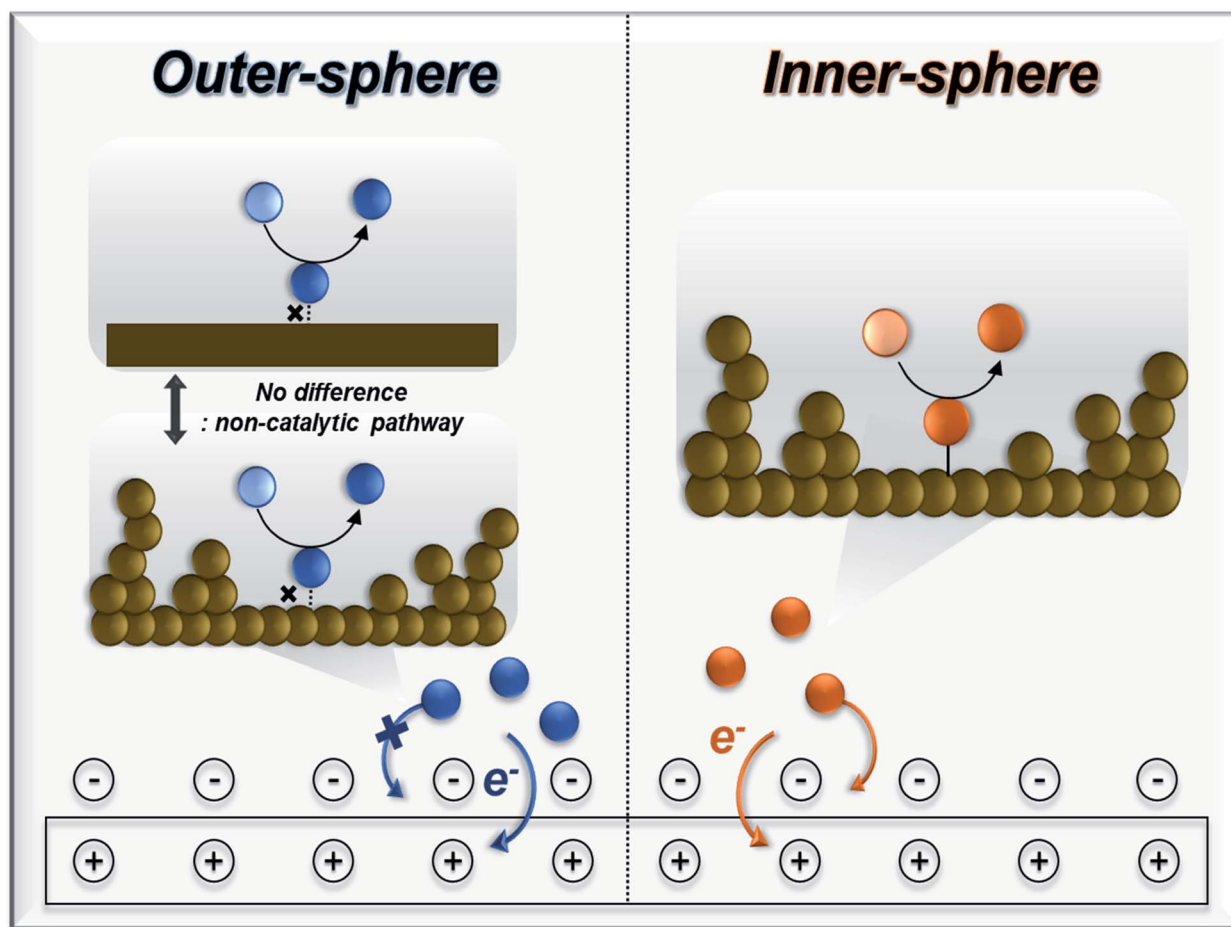 Outer-sphere
Inner-sphere
No difference
: non-catalytic pathway
e-
e-
- - - - - - - - - -
+ + + + + + + + + +